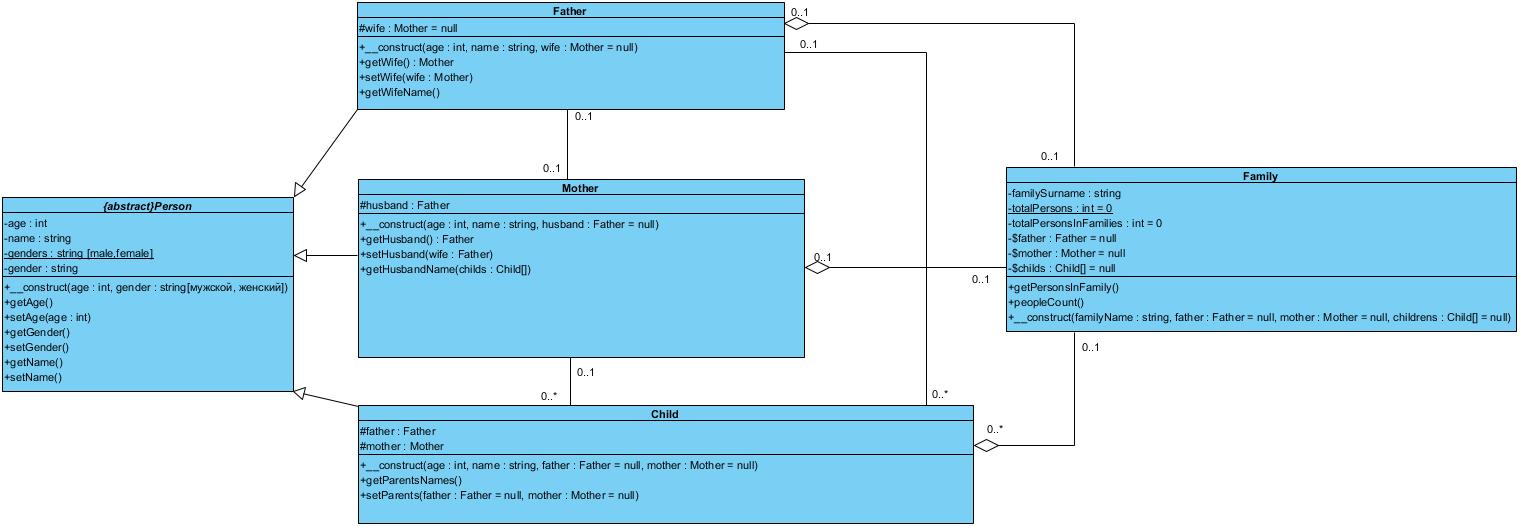 Father
#wife : Mother = null
+__construct(age : int, name : string, wife : Mother = null)
+getWife() : Mother
+setWife(wife : Mother)
+getWifeName()
0..1
0..1
0..1
0..1
0..1
Mother
#husband : Father
+__construct(age : int, name : string, husband : Father = null)
+getHusband() : Father
+setHusband(wife : Father)
+getHusbandName(childs : Child[])
0..1
0..1
Family
-familySurname : string
-totalPersons : int = 0
-totalPersonsInFamilies : int = 0
-$father : Father = null
-$mother : Mother = null
-$childs : Child[] = null
+getPersonsInFamily()
+peopleCount()
+__construct(familyName : string, father : Father = null, mother : Mother = null, childrens : Child[] = null)
{abstract}Person
-age : int
-name : string
-genders : string [male,female]
-gender : string
+__construct(age : int, gender : string[мужской, женский])
+getAge()
+setAge(age : int)
+getGender()
+setGender()
+getName()
+setName()
0..1
0..1
0..*
0..*
0..*
Child
#father : Father
#mother : Mother
+__construct(age : int, name : string, father : Father = null, mother : Mother = null)
+getParentsNames()
+setParents(father : Father = null, mother : Mother = null)